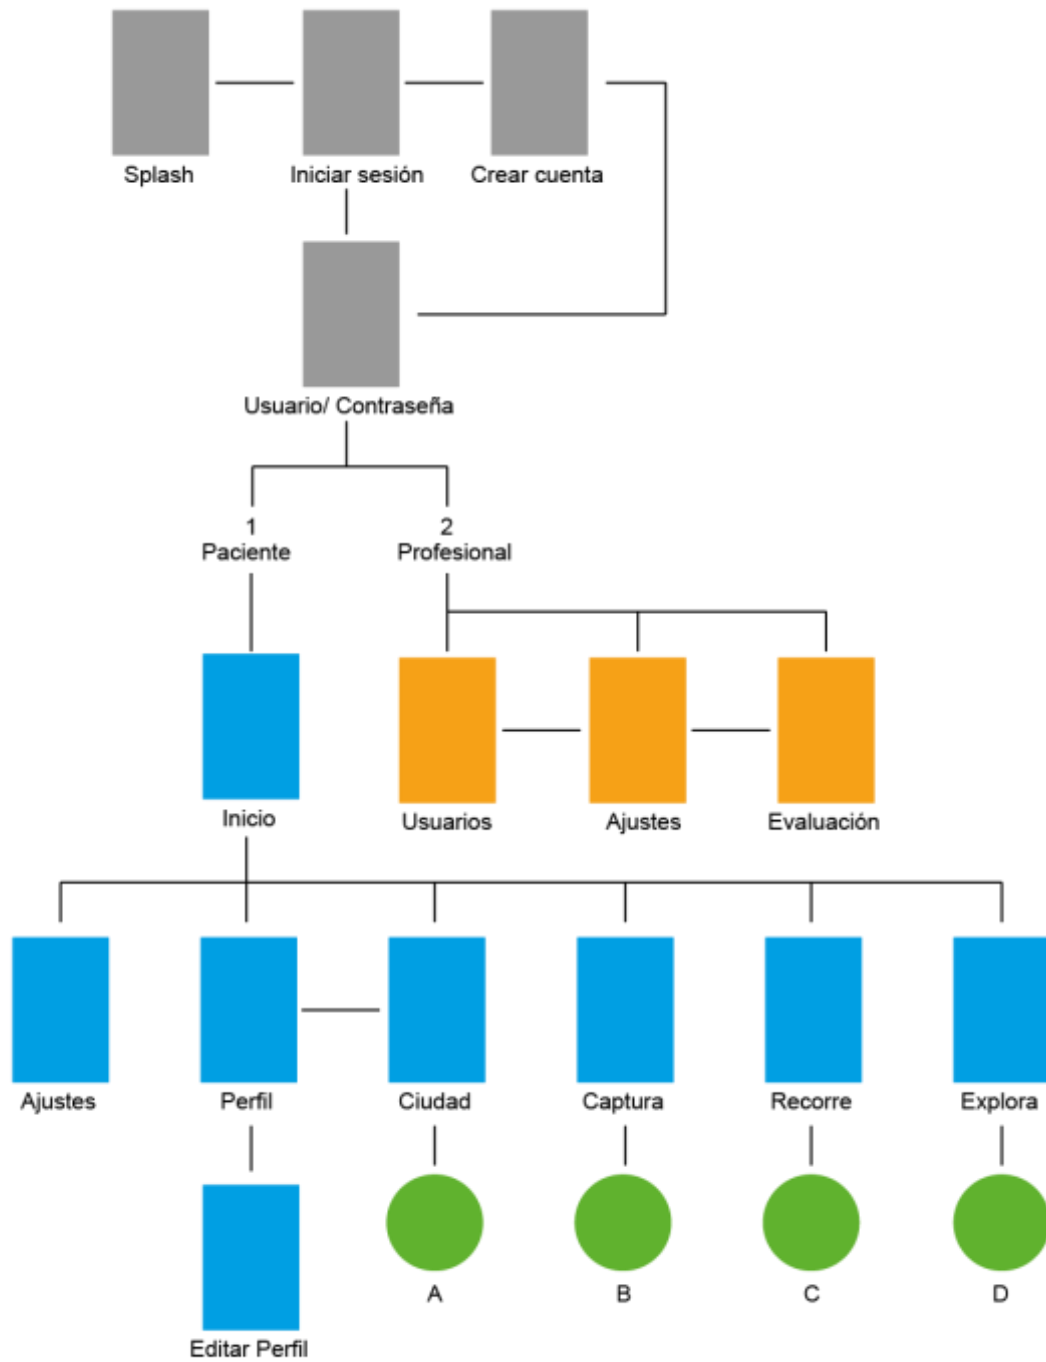 Splash
Iniciar sesión
Crear cuenta
Usuario/ Contraseña
1
Paciente
2
Profesional
Inicio
Usuarios
Ajustes
Evaluación
Ajustes
Perfil
Ciudad
Captura
Recorre
Explora
A
B
C
D
Editar Perfil